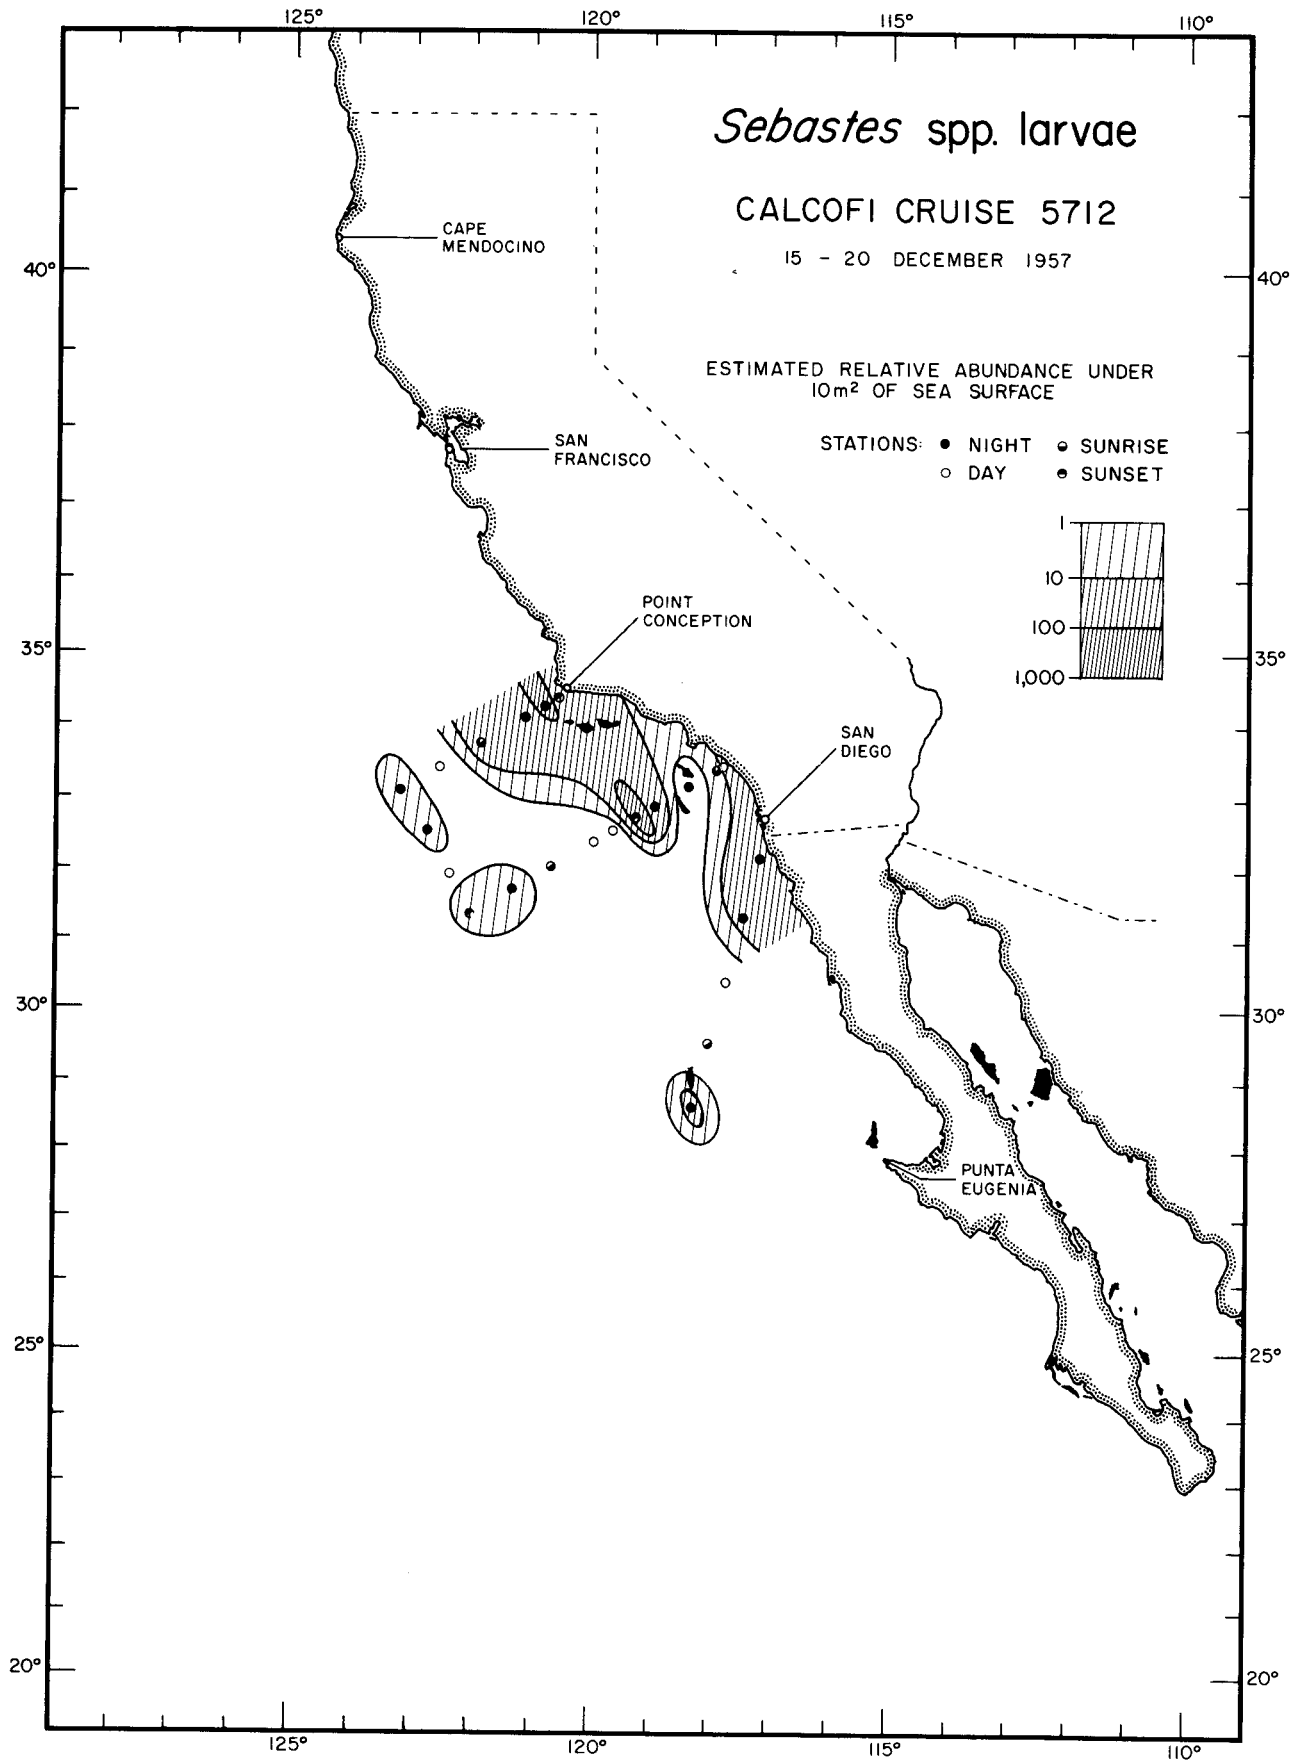 125° 120° 115° 110°
Sebastes spp. larvae
CALCOFI CRUISE 5712
15 - 20 DECEMBER 1957
CAPE
MENDOCINO
40° 40°
ESTIMATED RELATIVE ABUNDANCE UNDER
10m² OF SEA SURFACE
STATIONS: ● NIGHT ◒ SUNRISE
○ DAY ◓ SUNSET
SAN
FRANCISCO
1
10
100
1,000
POINT
CONCEPTION
35° 35°
SAN
DIEGO
30° 30°
PUNTA
EUGENIA
25° 25°
20° 20°
125° 120° 115° 110°